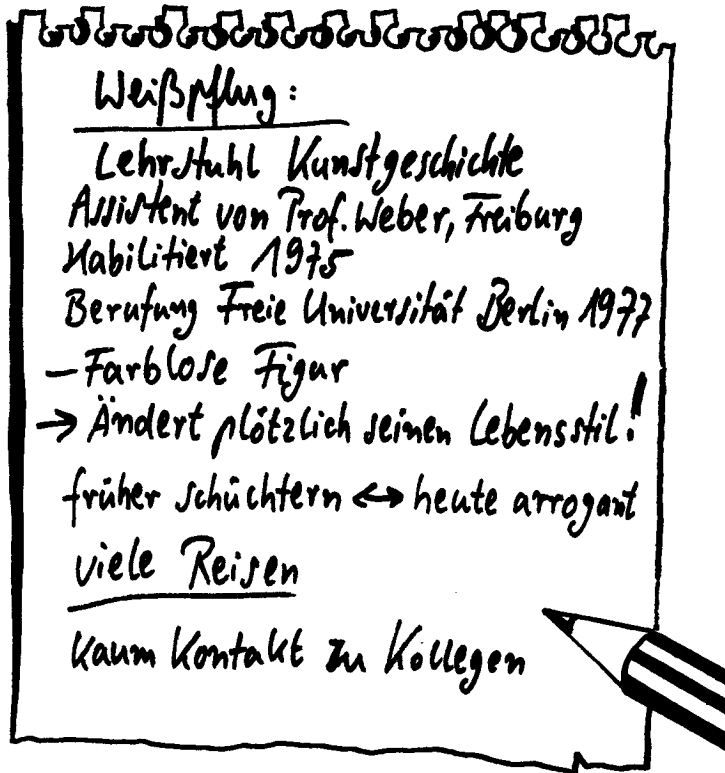 Weißpflug:
Lehrstuhl Kunstgeschichte
Assistent von Prof. Weber, Freiburg
Habilitiert 1975
Berufung Freie Universität Berlin 1977
– Farblose Figur
→ Ändert plötzlich seinen Lebensstil!
früher schüchtern ↔ heute arrogant
viele Reisen
kaum Kontakt zu Kollegen